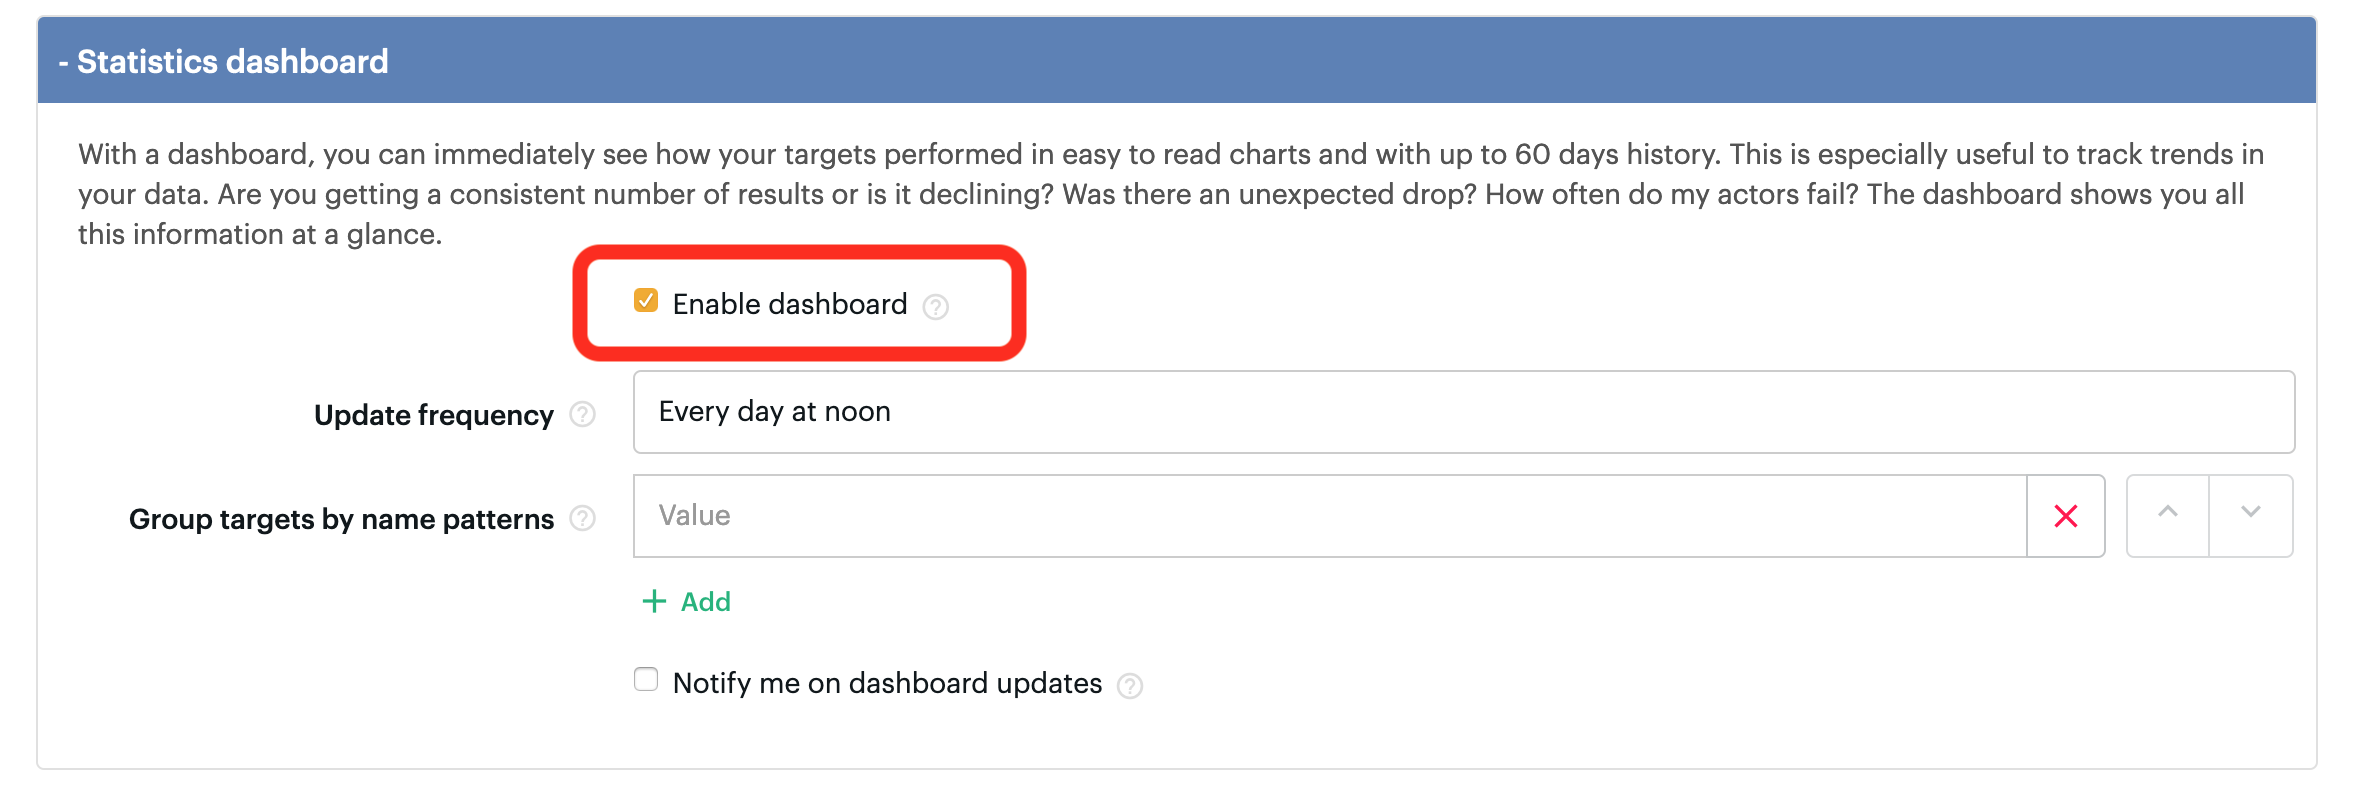 - Statistics dashboard
With a dashboard, you can immediately see how your targets performed in easy to read charts and with up to 60 days history. This is especially useful to track trends in
your data. Are you getting a consistent number of results or is it declining? Was there an unexpected drop? How often do my actors fail? The dashboard shows you all
this information at a glance.
Enable dashboard ?
Update frequency ? Every day at noon
Group targets by name patterns ? Value
+ Add
Notify me on dashboard updates ?